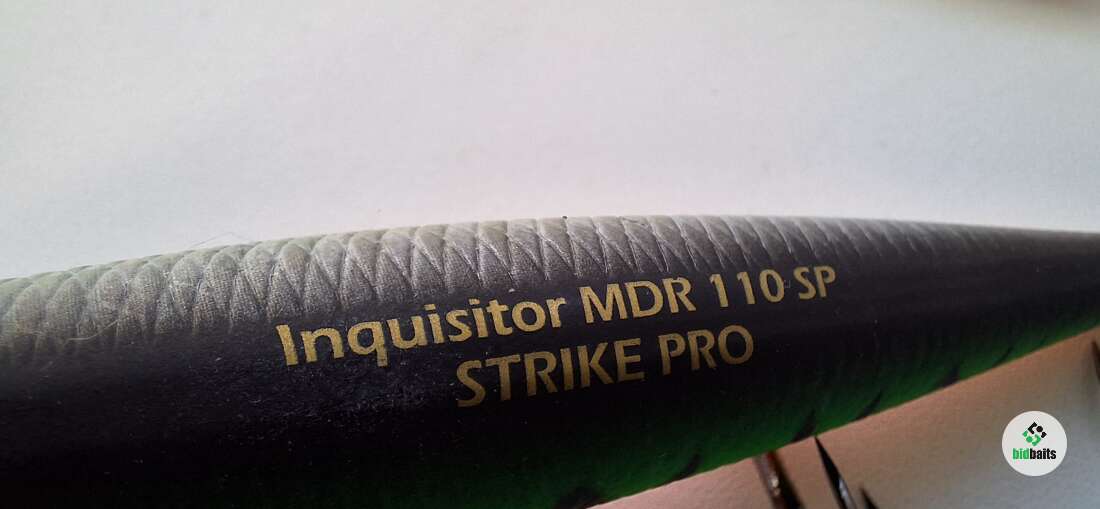 Inquisitor MDR 110 SP
STRIKE PRO
bidbaits